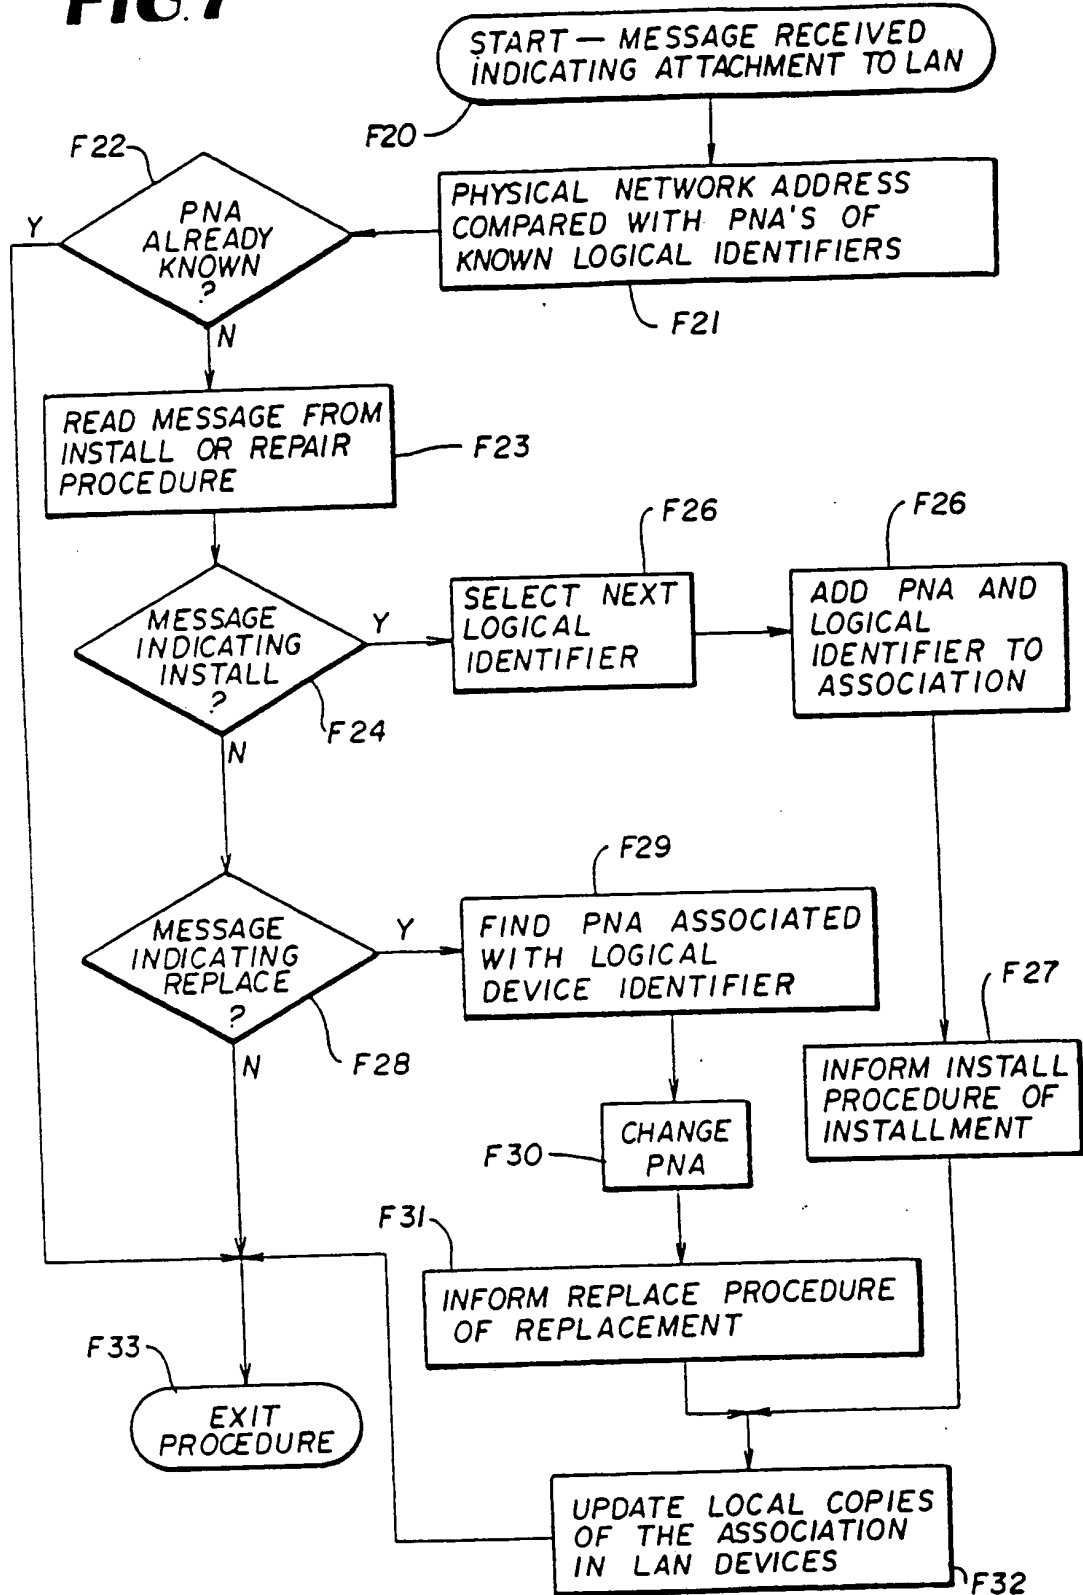 FIG. 7
START — MESSAGE RECEIVED
INDICATING ATTACHMENT TO LAN
F20
F22
PHYSICAL NETWORK ADDRESS
COMPARED WITH PNA'S OF
KNOWN LOGICAL IDENTIFIERS
F21
PNA
ALREADY
KNOWN
?
Y
N
READ MESSAGE FROM
INSTALL OR REPAIR
PROCEDURE
F23
MESSAGE
INDICATING
INSTALL
?
Y
F24
N
F26
SELECT NEXT
LOGICAL
IDENTIFIER
F26
ADD PNA AND
LOGICAL
IDENTIFIER TO
ASSOCIATION
MESSAGE
INDICATING
REPLACE
?
Y
F28
N
F29
FIND PNA ASSOCIATED
WITH LOGICAL
DEVICE IDENTIFIER
F27
INFORM INSTALL
PROCEDURE OF
INSTALLMENT
F30
CHANGE
PNA
F31
INFORM REPLACE PROCEDURE
OF REPLACEMENT
F33
EXIT
PROCEDURE
UPDATE LOCAL COPIES
OF THE ASSOCIATION
IN LAN DEVICES
F32